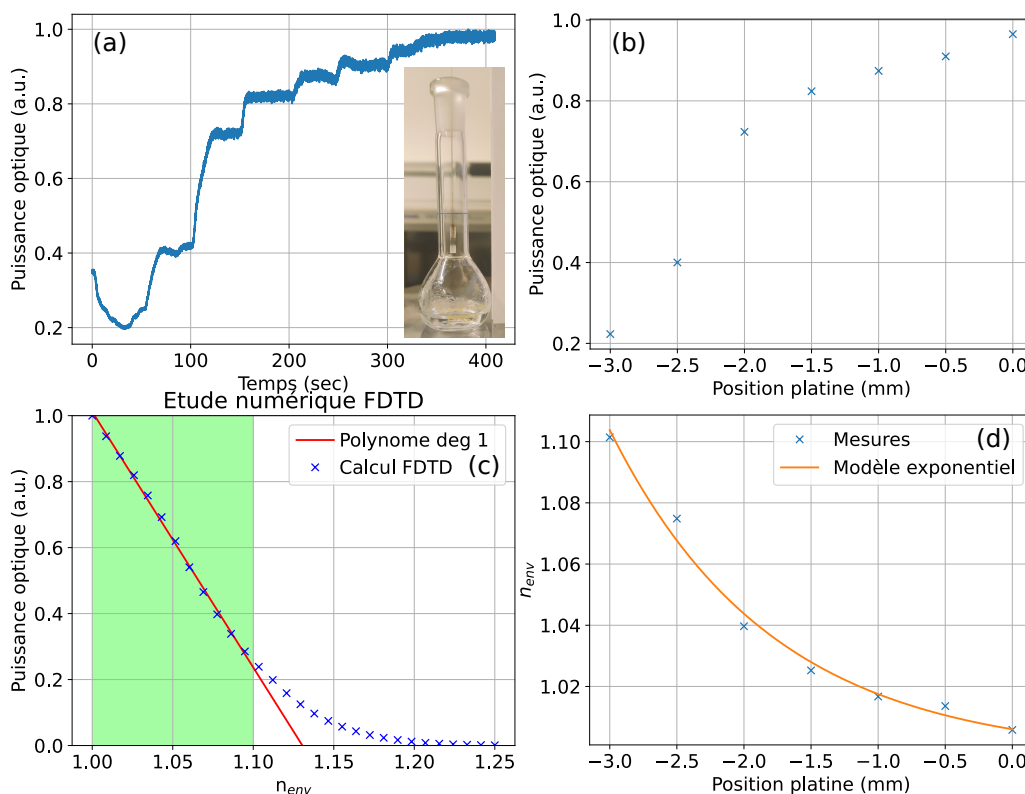 (a)
Puissance optique (a.u.)
1.0
0.8
0.6
0.4
0.2
0
100
200
300
400
Temps (sec)
(b)
Puissance optique (a.u.)
1.0
0.8
0.6
0.4
0.2
−3.0
−2.5
−2.0
−1.5
−1.0
−0.5
0.0
Position platine (mm)
Etude numérique FDTD
(c)
Polynome deg 1
Calcul FDTD
Puissance optique (a.u.)
1.0
0.8
0.6
0.4
0.2
0.0
1.00
1.05
1.10
1.15
1.20
1.25
n_env
(d)
Mesures
Modèle exponentiel
n_env
1.10
1.08
1.06
1.04
1.02
−3.0
−2.5
−2.0
−1.5
−1.0
−0.5
0.0
Position platine (mm)